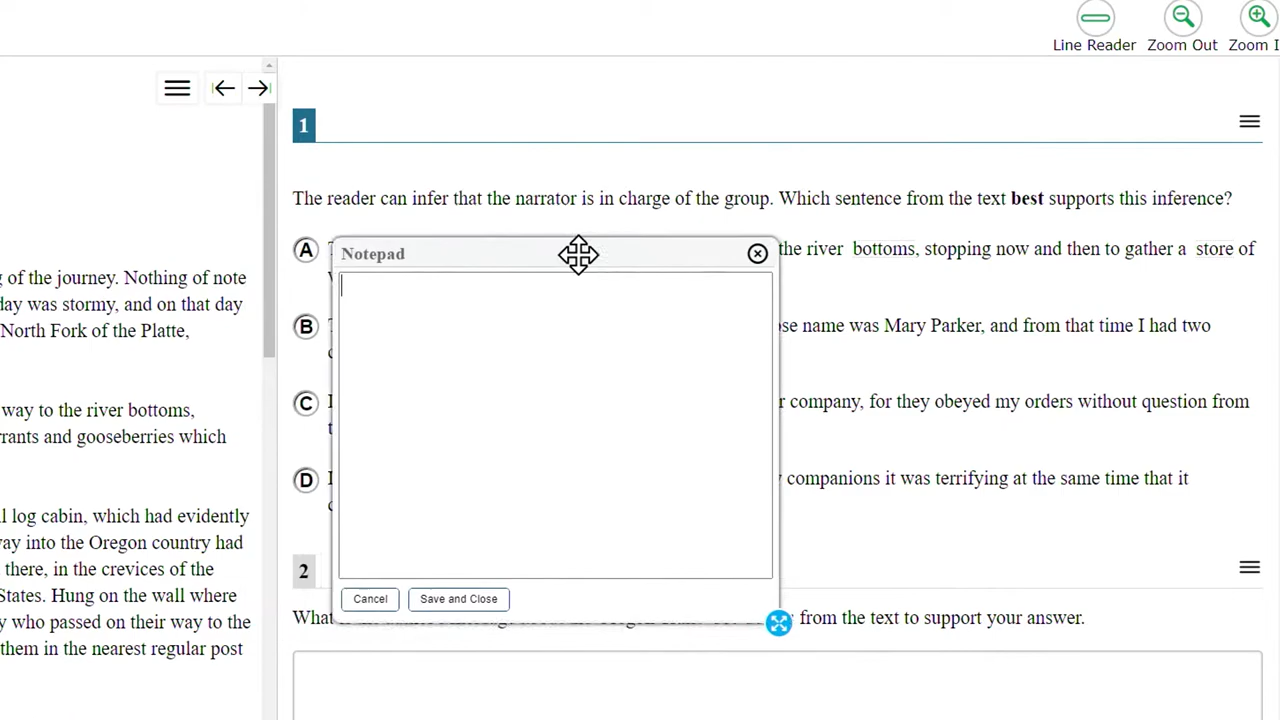 Line Reader Zoom Out Zoom I
g of the journey. Nothing of note
day was stormy, and on that day
North Fork of the Platte,
way to the river bottoms,
rrants and gooseberries which
l log cabin, which had evidently
way into the Oregon country had
there, in the crevices of the
States. Hung on the wall where
y who passed on their way to the
them in the nearest regular post
1
The reader can infer that the narrator is in charge of the group. Which sentence from the text best supports this inference?
A
the river bottoms, stopping now and then to gather a store of
B
se name was Mary Parker, and from that time I had two
C
r company, for they obeyed my orders without question from
D
companions it was terrifying at the same time that it
Notepad
Cancel Save and Close
2
What
from the text to support your answer.